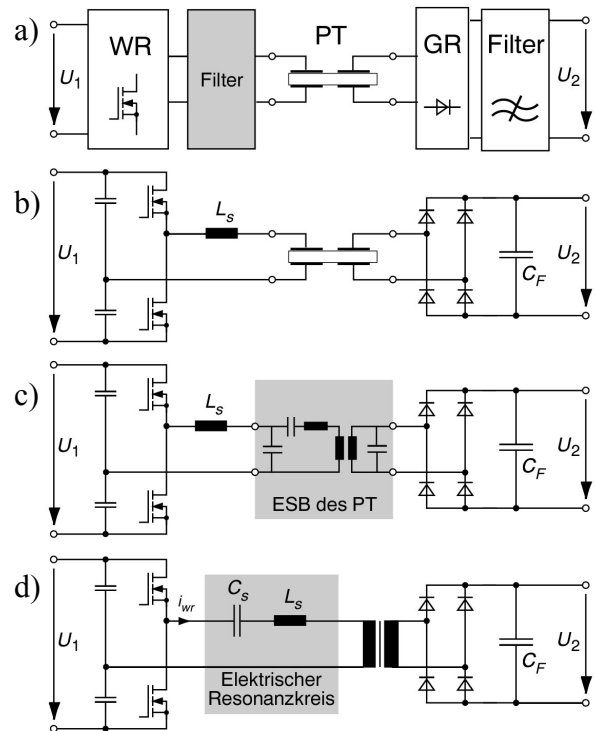 a)
U1
WR
Filter
PT
GR
Filter
U2
b)
U1
Ls
CF
U2
c)
U1
Ls
ESB des PT
CF
U2
d)
U1
iwr
Cs
Ls
Elektrischer
Resonanzkreis
CF
U2